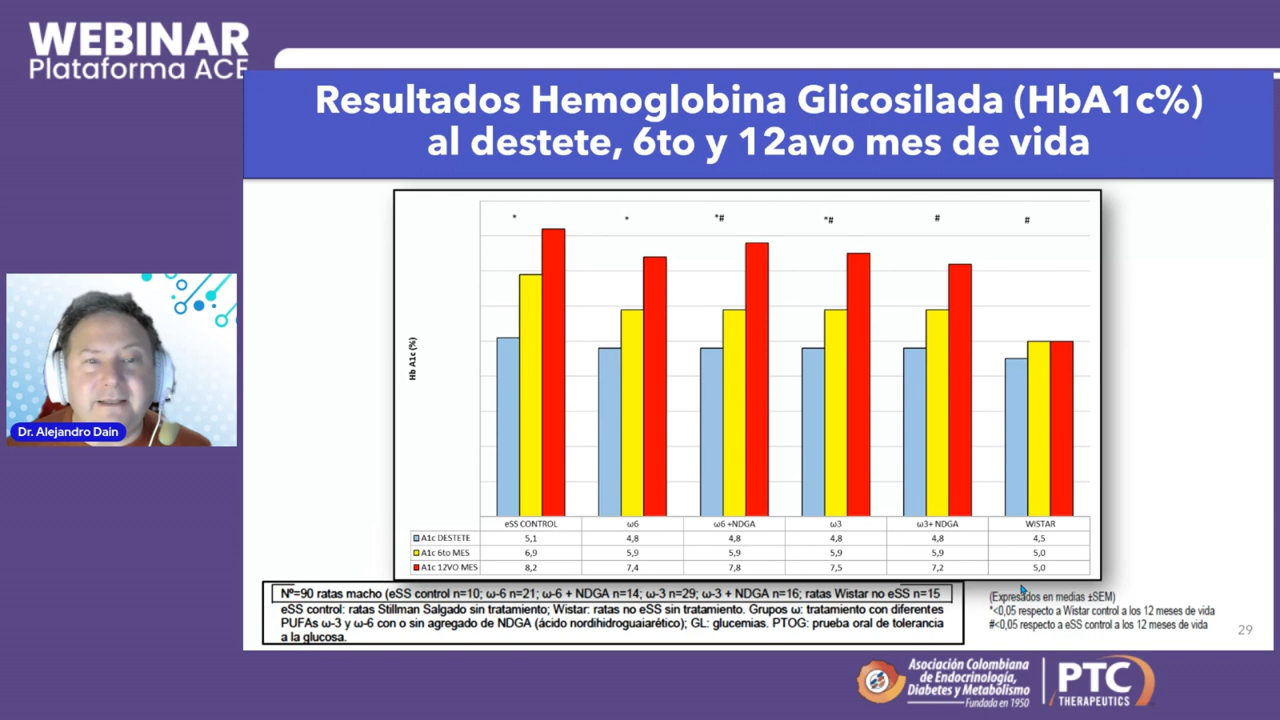 WEBINAR
Plataforma ACE
Resultados Hemoglobina Glicosilada (HbA1c%)
al destete, 6to y 12avo mes de vida
* * *# *# # #
Hb A1c (%)
eSS CONTROL ω6 ω6 +NDGA ω3 ω3+ NDGA WISTAR
A1c DESTETE 5,1 4,8 4,8 4,8 4,8 4,5
A1c 6to MES 6,9 5,9 5,9 5,9 5,9 5,0
A1c 12VO MES 8,2 7,4 7,8 7,5 7,2 5,0
Dr. Alejandro Dain
Nº=90 ratas macho (eSS control n=10; ω-6 n=21; ω-6 + NDGA n=14; ω-3 n=29; ω-3 + NDGA n=16; ratas Wistar no eSS n=15
eSS control: ratas Stillman Salgado sin tratamiento; Wistar: ratas no eSS sin tratamiento. Grupos ω: tratamiento con diferentes
PUFAs ω-3 y ω-6 con o sin agregado de NDGA (ácido nordihidroguaiarético); GL: glucemias. PTOG: prueba oral de tolerancia
a la glucosa.
(Expresados en medias ±SEM)
*<0,05 respecto a Wistar control a los 12 meses de vida
#<0,05 respecto a eSS control a los 12 meses de vida
29
Asociación Colombiana
de Endocrinología,
Diabetes y Metabolismo
Fundada en 1950
PTC
THERAPEUTICS